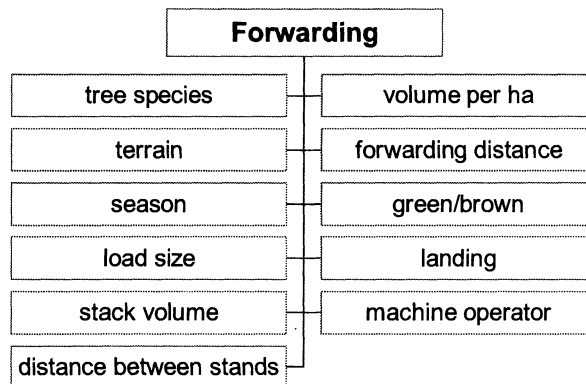 Forwarding
tree species
volume per ha
terrain
forwarding distance
season
green/brown
load size
landing
stack volume
machine operator
distance between stands